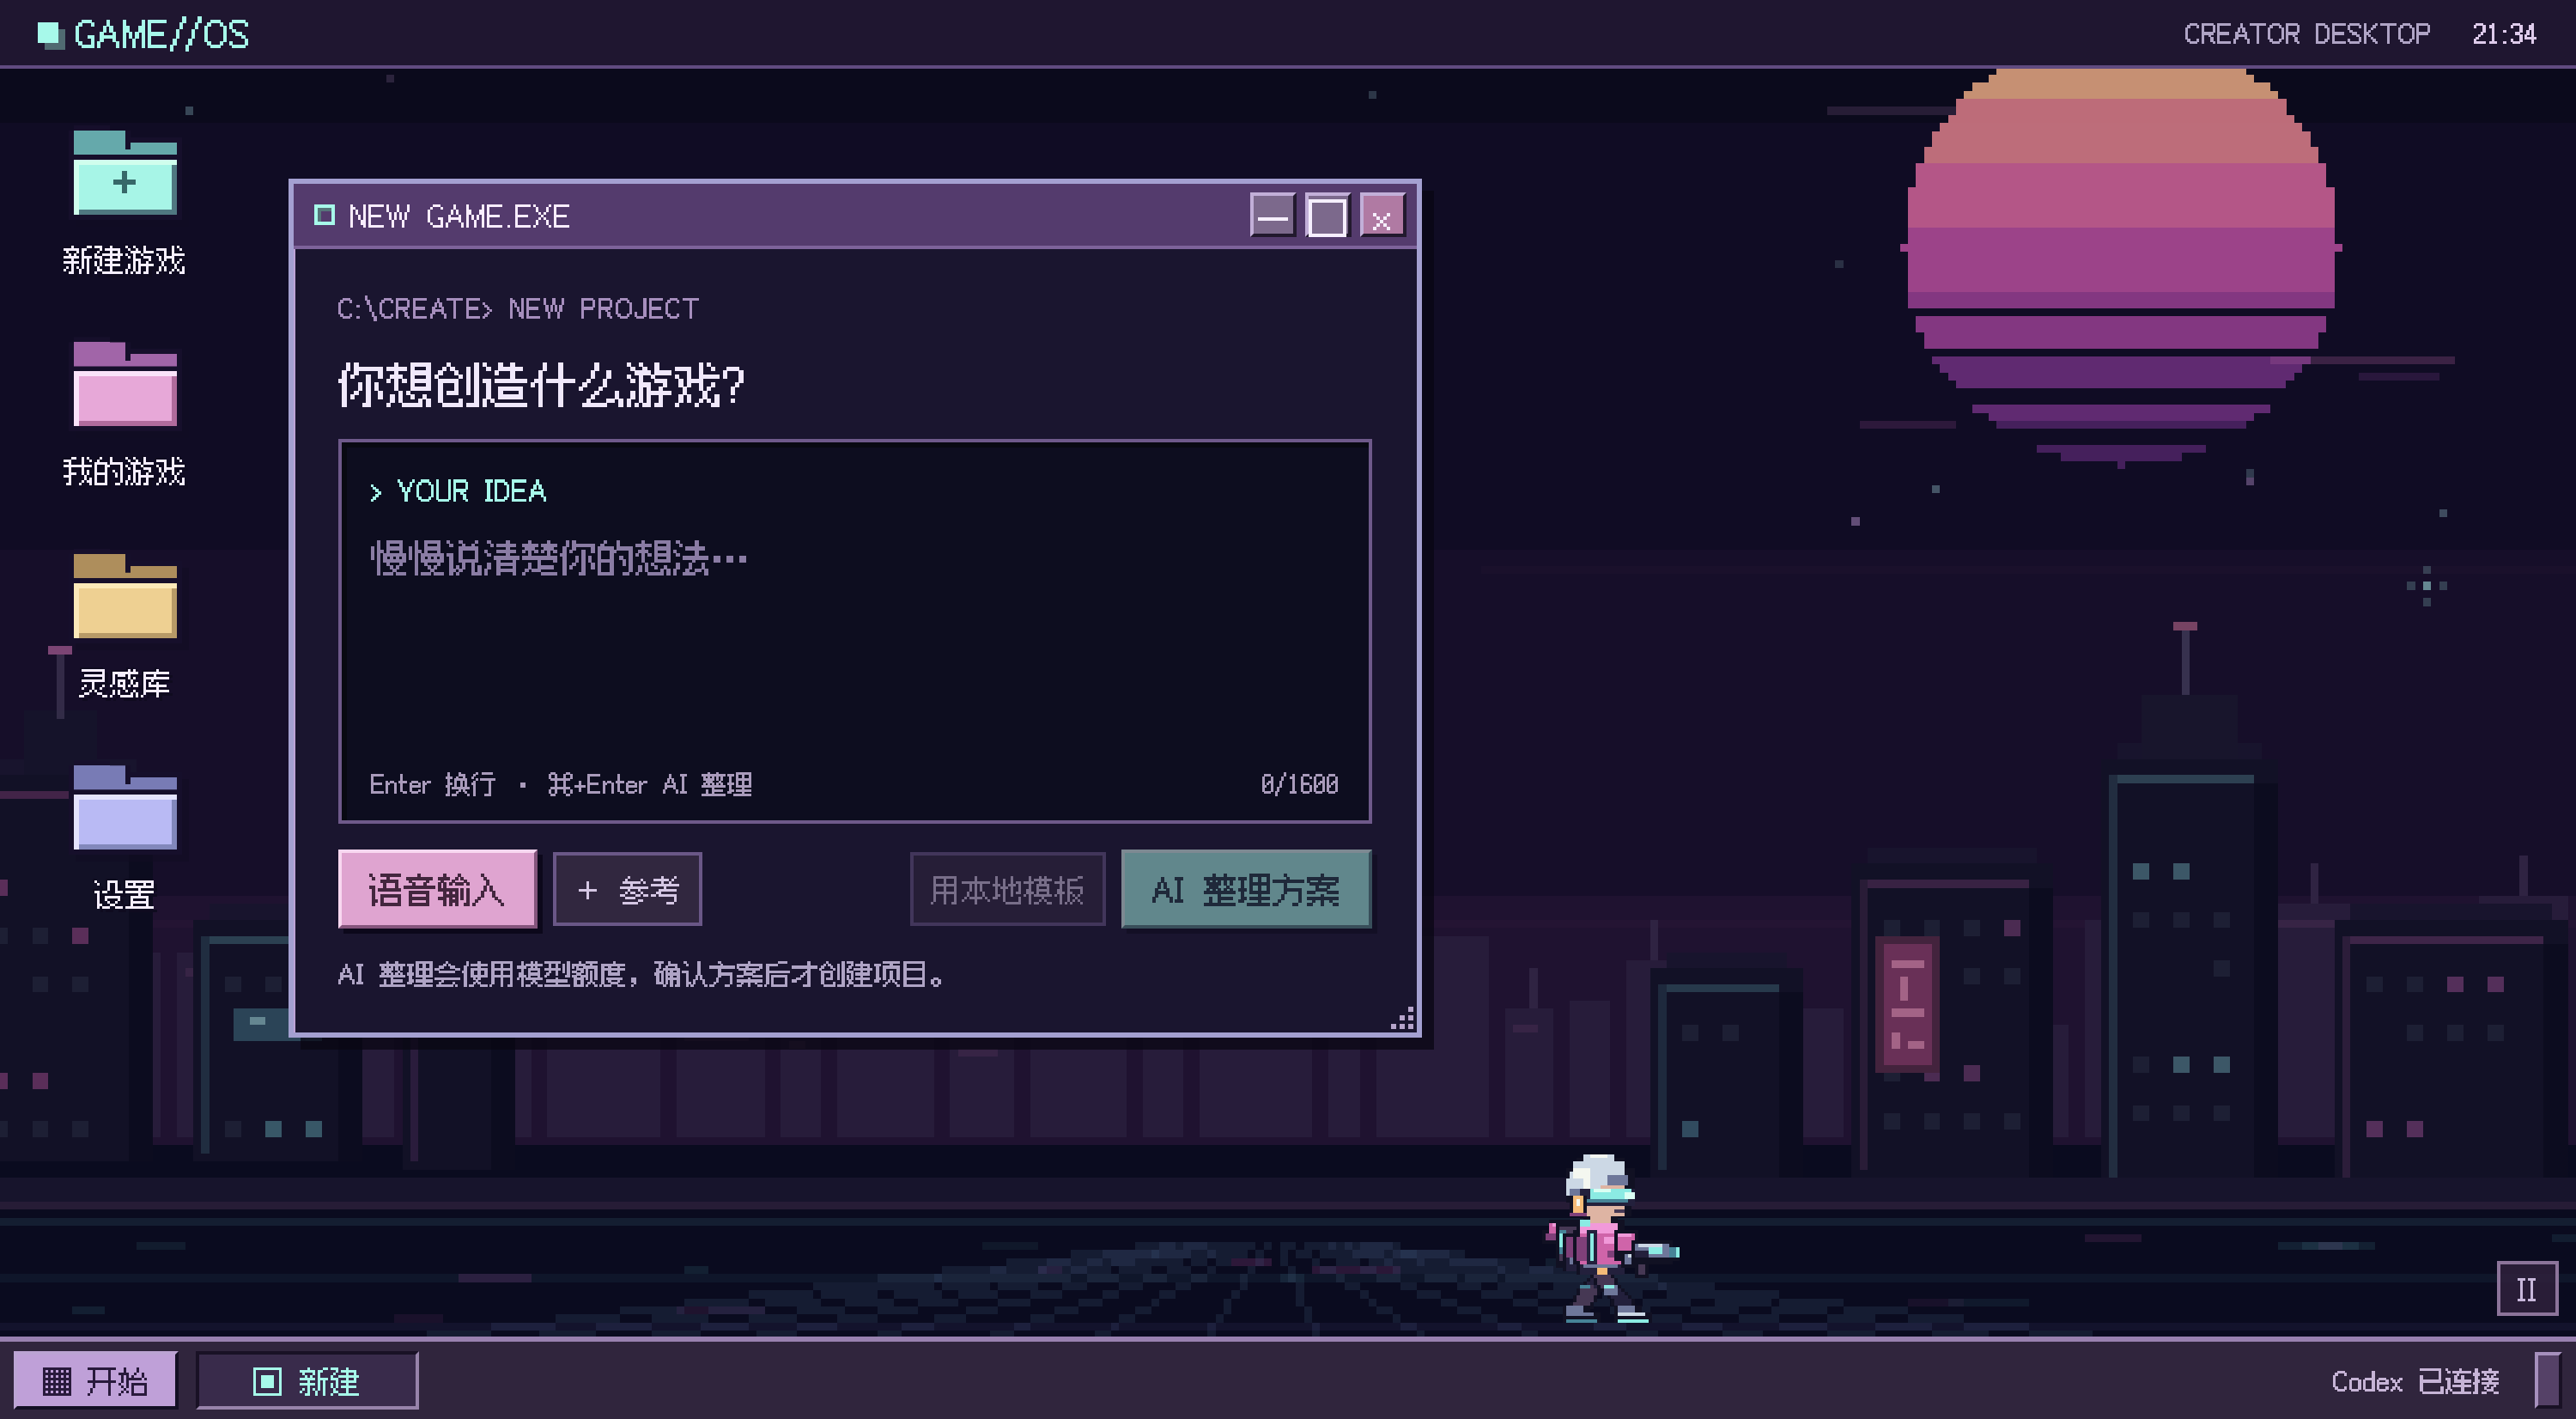 GAME//OS
CREATOR DESKTOP 21:34
新建游戏
我的游戏
灵感库
设置
NEW GAME.EXE
C:\CREATE> NEW PROJECT
你想创造什么游戏?
> YOUR IDEA
慢慢说清楚你的想法…
Enter 换行 · ⌘+Enter AI 整理 0/1600
语音输入 + 参考 用本地模板 AI 整理方案
AI 整理会使用模型额度，确认方案后才创建项目。
开始 新建 Codex 已连接